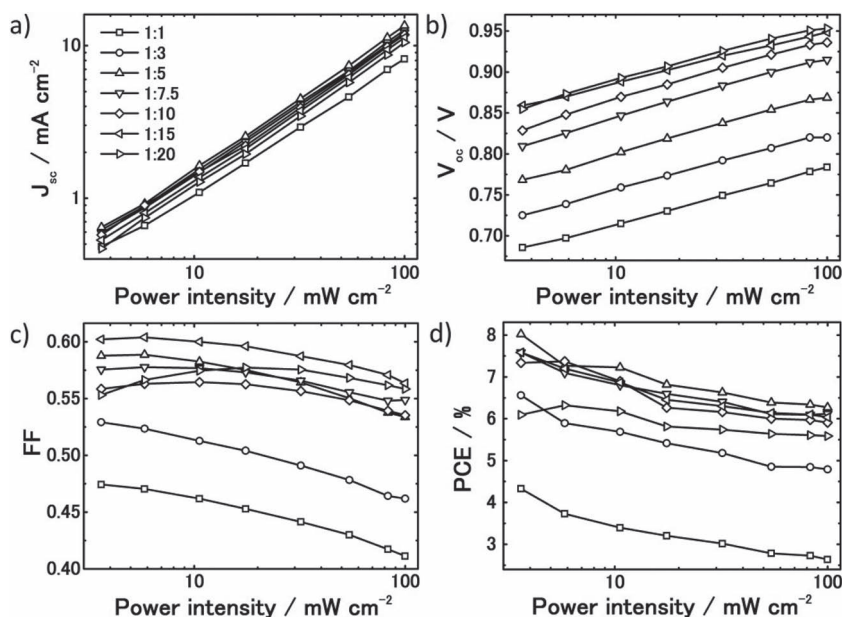 a)
10
1
J_sc / mA cm⁻²
1:1
1:3
1:5
1:7.5
1:10
1:15
1:20
10
100
Power intensity / mW cm⁻²
b)
0.95
0.90
0.85
0.80
0.75
0.70
V_oc / V
10
100
Power intensity / mW cm⁻²
c)
0.60
0.55
0.50
0.45
0.40
FF
10
100
Power intensity / mW cm⁻²
d)
8
7
6
5
4
3
PCE / %
10
100
Power intensity / mW cm⁻²